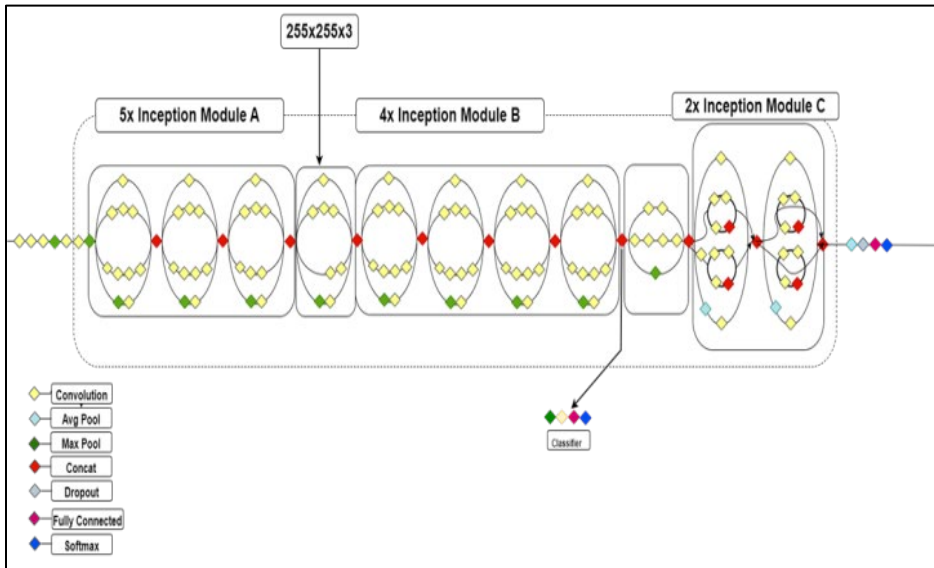 255x255x3
5x Inception Module A
4x Inception Module B
2x Inception Module C
Convolution
Avg Pool
Max Pool
Concat
Dropout
Fully Connected
Softmax
Classifier